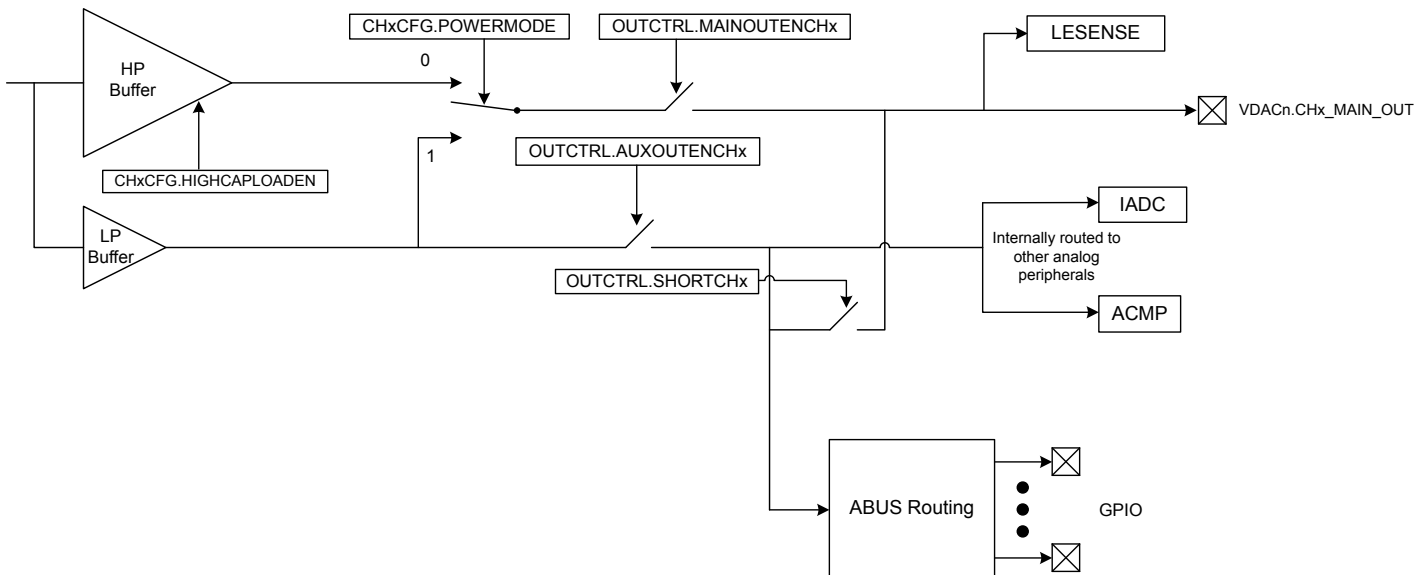 CHxCFG.POWERMODE
OUTCTRL.MAINOUTENCHx
LESENSE
HP
Buffer
0
VDACn.CHx_MAIN_OUT
1
OUTCTRL.AUXOUTENCHx
CHxCFG.HIGHCAPLOADEN
IADC
LP
Buffer
Internally routed to
other analog
peripherals
OUTCTRL.SHORTCHx
ACMP
ABUS Routing
GPIO